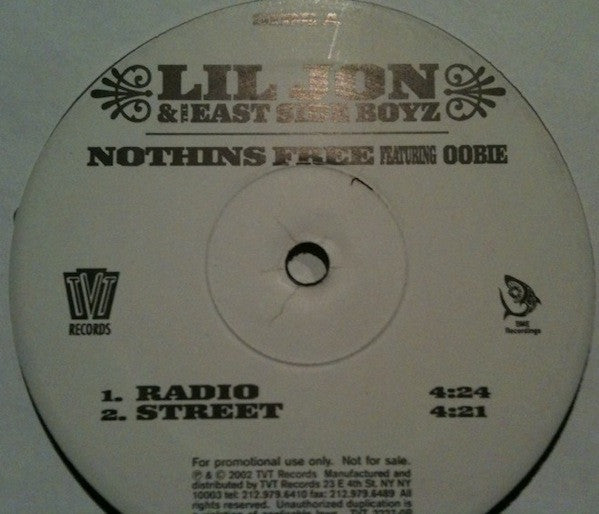 SIDE A
LIL JON
& THE EAST SIDE BOYZ
NOTHINS FREE FEATURING OOBIE
TVT
RECORDS
BME
Recordings
1. RADIO 4:24
2. STREET 4:21
For promotional use only. Not for sale.
℗ & © 2002 TVT Records Manufactured and
distributed by TVT Records 23 E 4th St. NY NY
10003 tel: 212.979.6410 fax: 212.979.6489 All
rights reserved. Unauthorized duplication is